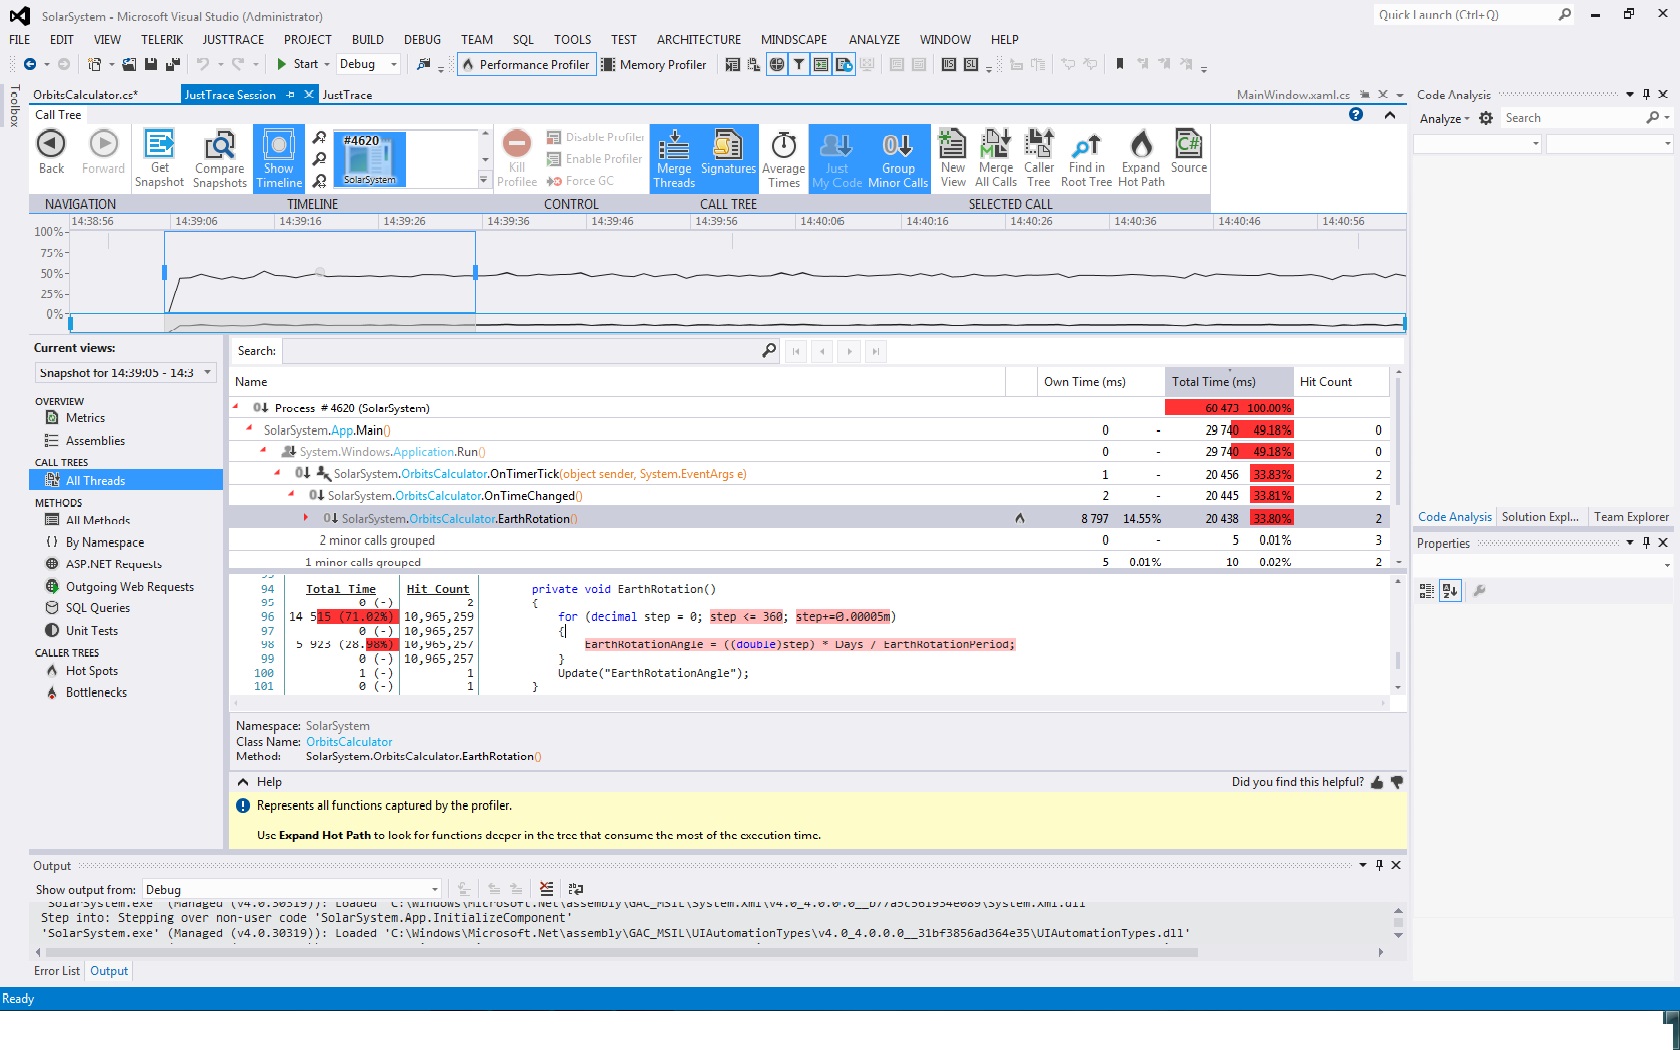 SolarSystem - Microsoft Visual Studio (Administrator)
Quick Launch (Ctrl+Q)
FILE EDIT VIEW TELERIK JUSTTRACE PROJECT BUILD DEBUG TEAM SQL TOOLS TEST ARCHITECTURE MINDSCAPE ANALYZE WINDOW HELP
Start Debug Performance Profiler Memory Profiler
Toolbox
OrbitsCalculator.cs* JustTrace Session JustTrace MainWindow.xaml.cs
Call Tree
Back Forward Get Snapshot Compare Snapshots Show Timeline
#4620
SolarSystem
Kill Profilee
Disable Profiler
Enable Profiler
Force GC
Merge Threads Signatures Average Times Just My Code Group Minor Calls New View Merge All Calls Caller Tree Find in Root Tree Expand Hot Path Source
NAVIGATION TIMELINE CONTROL CALL TREE SELECTED CALL
14:38:56 14:39:06 14:39:16 14:39:26 14:39:36 14:39:46 14:39:56 14:40:06 14:40:16 14:40:26 14:40:36 14:40:46 14:40:56
100%
75%
50%
25%
0%
Current views:
Snapshot for 14:39:05 - 14:3
OVERVIEW
Metrics
Assemblies
CALL TREES
All Threads
METHODS
All Methods
By Namespace
ASP.NET Requests
Outgoing Web Requests
SQL Queries
Unit Tests
CALLER TREES
Hot Spots
Bottlenecks
Search:
Name Own Time (ms) Total Time (ms) Hit Count
Process # 4620 (SolarSystem) 60 473 100.00%
SolarSystem.App.Main() 0 - 29 740 49.18% 0
System.Windows.Application.Run() 0 - 29 740 49.18% 0
SolarSystem.OrbitsCalculator.OnTimerTick(object sender, System.EventArgs e) 1 - 20 456 33.83% 2
SolarSystem.OrbitsCalculator.OnTimeChanged() 2 - 20 445 33.81% 2
SolarSystem.OrbitsCalculator.EarthRotation() 8 797 14.55% 20 438 33.80% 2
2 minor calls grouped 0 - 5 0.01% 3
1 minor calls grouped 5 0.01% 10 0.02% 2
94 Total Time Hit Count private void EarthRotation()
95 0 (-) 2 {
96 14 515 (71.02%) 10,965,259 for (decimal step = 0; step <= 360; step+=0.00005m)
97 0 (-) 10,965,257 {
98 5 923 (28.98%) 10,965,257 EarthRotationAngle = ((double)step) * Days / EarthRotationPeriod;
99 0 (-) 10,965,257 }
100 1 (-) 1 Update("EarthRotationAngle");
101 0 (-) 1 }
Namespace: SolarSystem
Class Name: OrbitsCalculator
Method: SolarSystem.OrbitsCalculator.EarthRotation()
Help Did you find this helpful?
Represents all functions captured by the profiler.
Use Expand Hot Path to look for functions deeper in the tree that consume the most of the execution time.
Output
Show output from: Debug
'SolarSystem.exe' (Managed (v4.0.30319)): Loaded 'C:\Windows\Microsoft.Net\assembly\GAC_MSIL\System.Xml\v4.0_4.0.0.0__b77a5c561934e089\System.Xml.dll'
Step into: Stepping over non-user code 'SolarSystem.App.InitializeComponent'
'SolarSystem.exe' (Managed (v4.0.30319)): Loaded 'C:\Windows\Microsoft.Net\assembly\GAC_MSIL\UIAutomationTypes\v4.0_4.0.0.0__31bf3856ad364e35\UIAutomationTypes.dll'
Error List Output
Ready
Code Analysis
Analyze Search
Code Analysis Solution Expl... Team Explorer
Properties